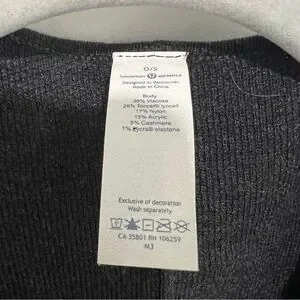 O/S
lululemon athletica
Designed in Vancouver
Made in China
Body:
36% Viscose
26% Tencel® lyocell
17% Nylon
15% Acrylic
5% Cashmere
1% Lycra® elastane
Exclusive of decoration
Wash separately
CA 35801 RN 106259
M3